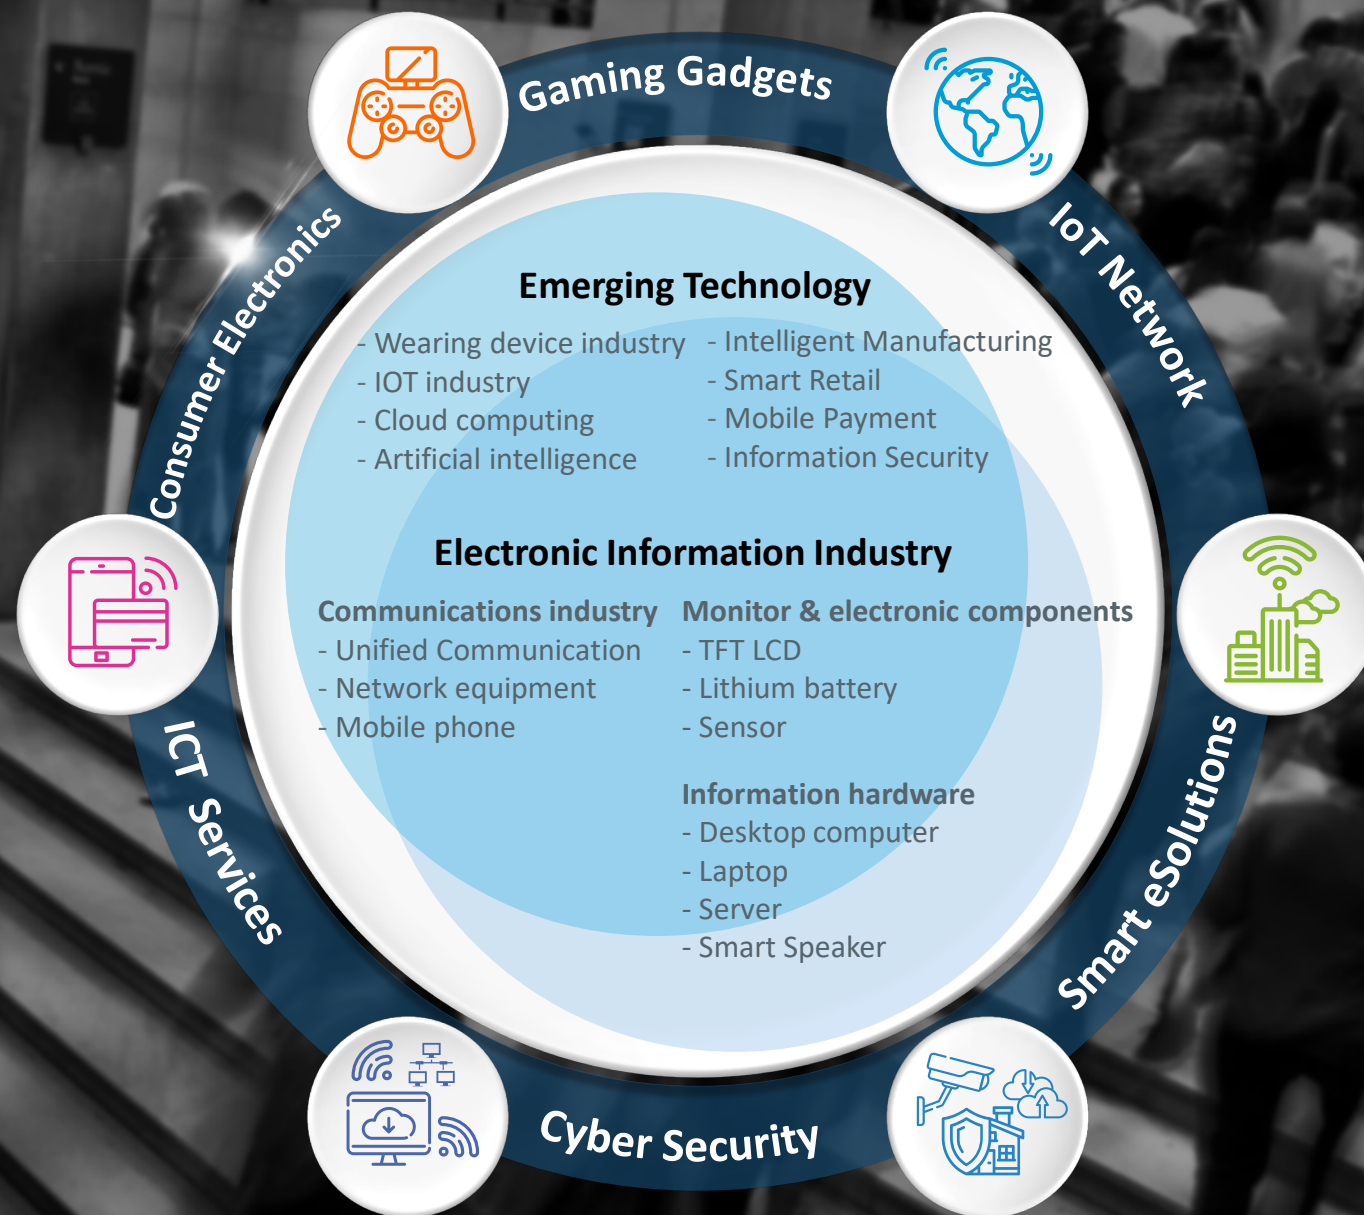 Gaming Gadgets
IoT Network
Consumer Electronics
Emerging Technology
- Wearing device industry
- IOT industry
- Cloud computing
- Artificial intelligence
- Intelligent Manufacturing
- Smart Retail
- Mobile Payment
- Information Security
Electronic Information Industry
Communications industry
- Unified Communication
- Network equipment
- Mobile phone
Monitor & electronic components
- TFT LCD
- Lithium battery
- Sensor
Information hardware
- Desktop computer
- Laptop
- Server
- Smart Speaker
ICT Services
Smart eSolutions
Cyber Security